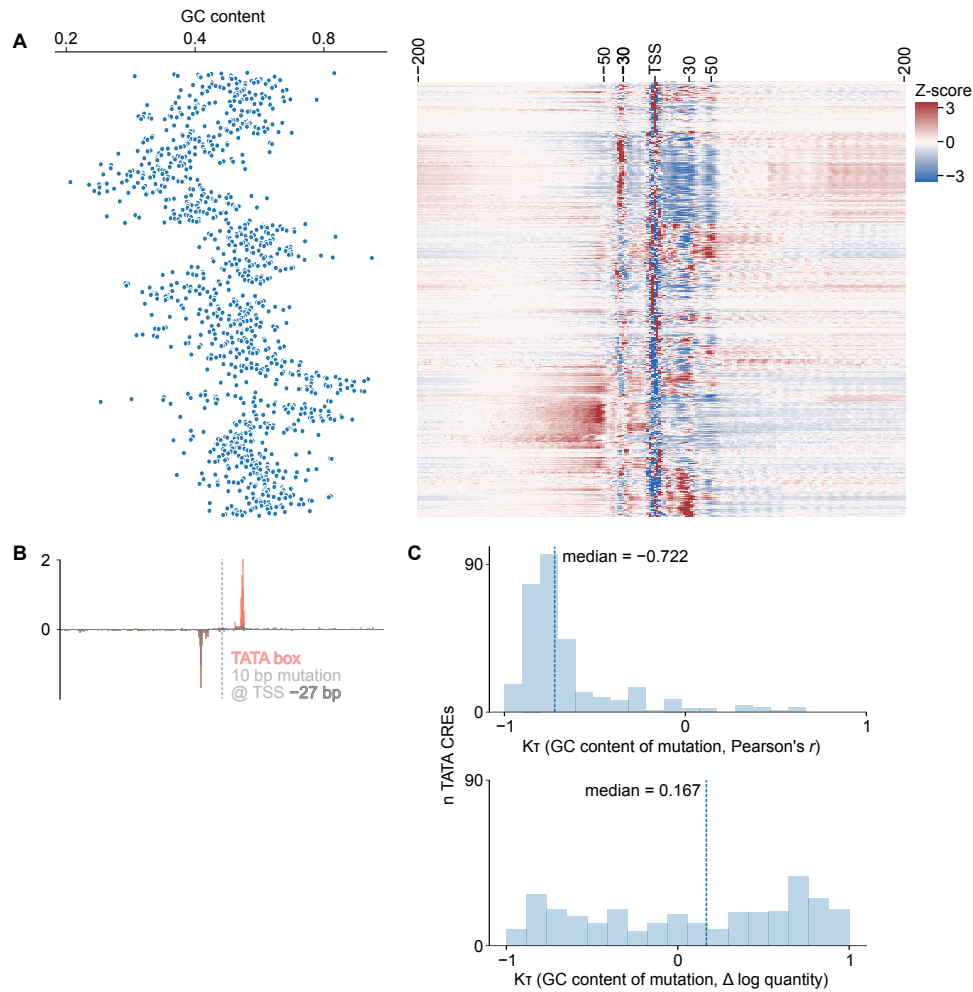 A
GC content
0.2 0.4 0.8
−200 −50 −30 TSS 30 50 200
Z-score
3
0
−3
B
2
0
TATA box
10 bp mutation
@ TSS −27 bp
C
n TATA CREs
90
median = −0.722
0
−1 0 1
Kτ (GC content of mutation, Pearson's r)
90
median = 0.167
0
−1 0 1
Kτ (GC content of mutation, Δ log quantity)